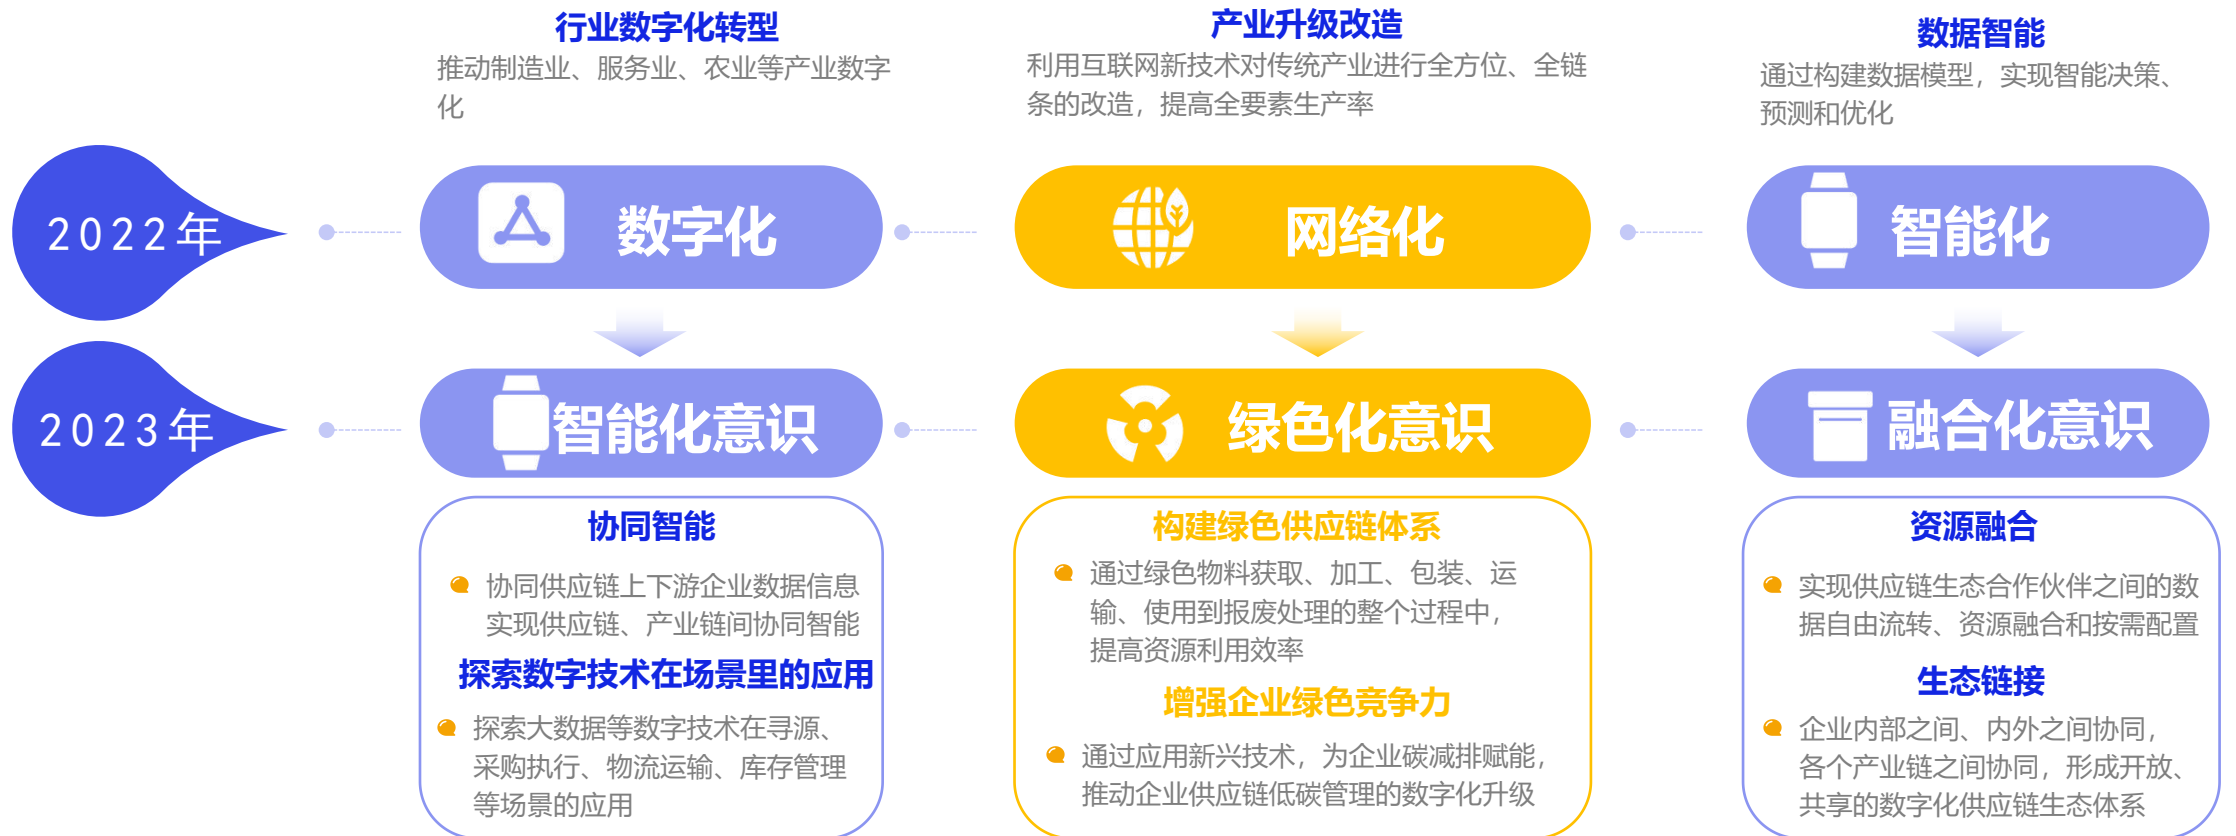 行业数字化转型
推动制造业、服务业、农业等产业数字
化
产业升级改造
利用互联网新技术对传统产业进行全方位、全链
条的改造，提高全要素生产率
数据智能
通过构建数据模型，实现智能决策、
预测和优化
2022年
数字化
网络化
智能化
2023年
智能化意识
绿色化意识
融合化意识
协同智能
协同供应链上下游企业数据信息
实现供应链、产业链间协同智能
探索数字技术在场景里的应用
探索大数据等数字技术在寻源、
采购执行、物流运输、库存管理
等场景的应用
构建绿色供应链体系
通过绿色物料获取、加工、包装、运
输、使用到报废处理的整个过程中，
提高资源利用效率
增强企业绿色竞争力
通过应用新兴技术，为企业碳减排赋能，
推动企业供应链低碳管理的数字化升级
资源融合
实现供应链生态合作伙伴之间的数
据自由流转、资源融合和按需配置
生态链接
企业内部之间、内外之间协同，
各个产业链之间协同，形成开放、
共享的数字化供应链生态体系